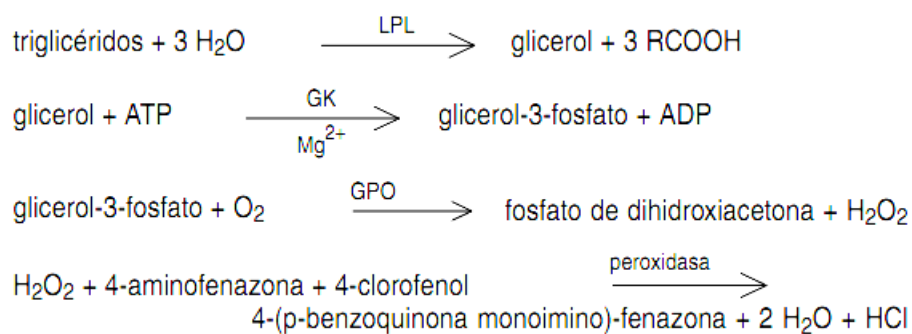 LPL
triglicéridos + 3 H₂O ⟶ glicerol + 3 RCOOH
GK
glicerol + ATP ⟶ glicerol-3-fosfato + ADP
Mg²⁺
GPO
glicerol-3-fosfato + O₂ ⟶ fosfato de dihidroxiacetona + H₂O₂
peroxidasa
H₂O₂ + 4-aminofenazona + 4-clorofenol ⟶
4-(p-benzoquinona monoimino)-fenazona + 2 H₂O + HCl